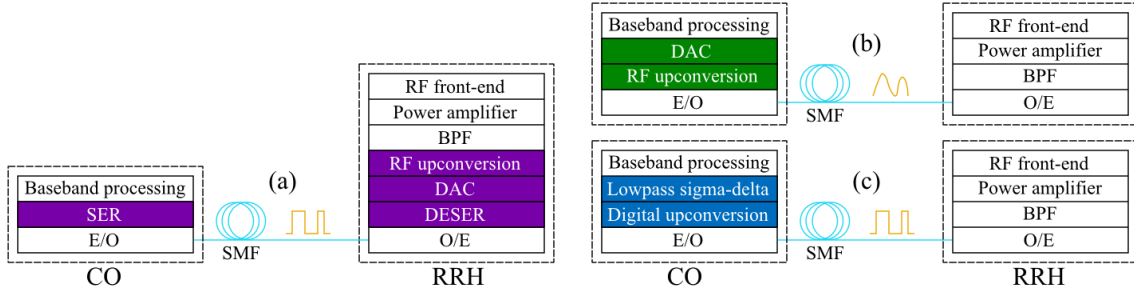 (a)
Baseband processing
SER
E/O
CO
SMF
RF front-end
Power amplifier
BPF
RF upconversion
DAC
DESER
O/E
RRH
(b)
Baseband processing
DAC
RF upconversion
E/O
SMF
RF front-end
Power amplifier
BPF
O/E
(c)
Baseband processing
Lowpass sigma-delta
Digital upconversion
E/O
CO
SMF
RF front-end
Power amplifier
BPF
O/E
RRH